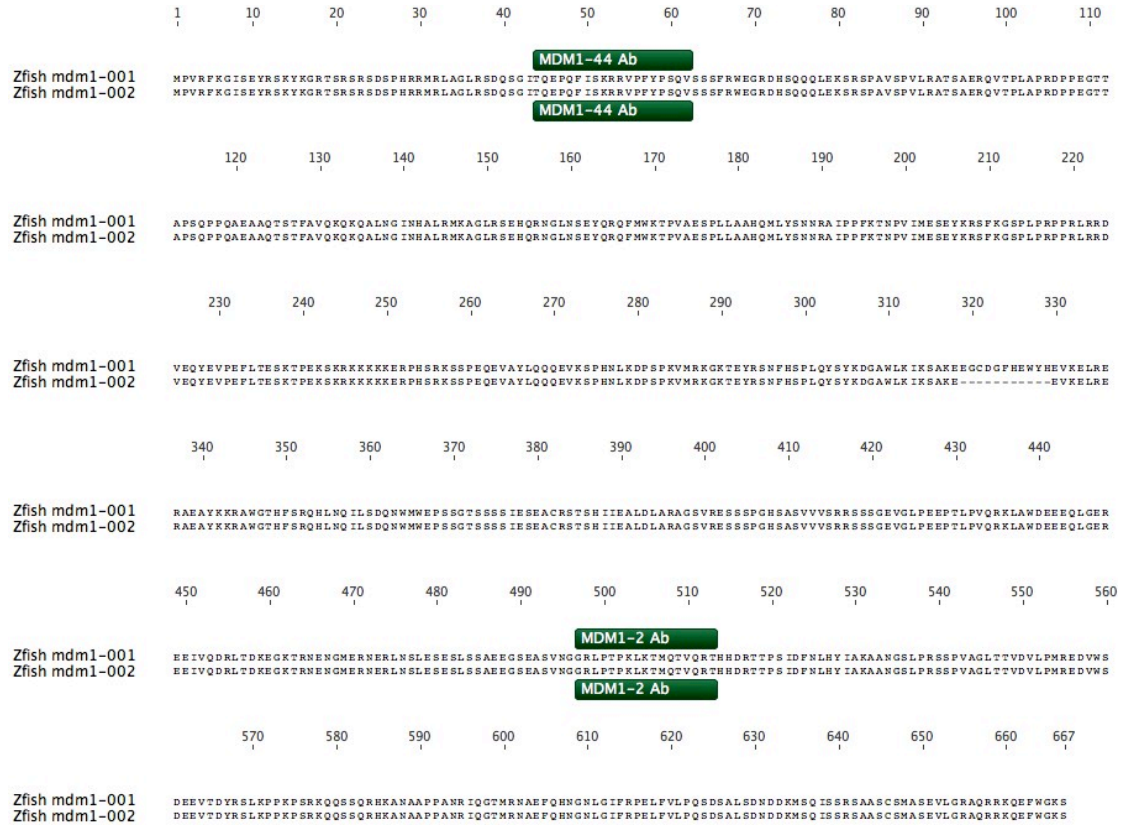 1 10 20 30 40 50 60 70 80 90 100 110
MDM1-44 Ab
Zfish mdm1-001 MPVRFKGISEYRSKYKGRTSRSRSDSPHRRMRLAGLRSDQSGITQEPQFISKRRVPFYPSQVSSSFRWEGRDHSQQQLEKSRSPAVSPVLRATSAERQVTPLAPRDPPEGTT
Zfish mdm1-002 MPVRFKGISEYRSKYKGRTSRSRSDSPHRRMRLAGLRSDQSGITQEPQFISKRRVPFYPSQVSSSFRWEGRDHSQQQLEKSRSPAVSPVLRATSAERQVTPLAPRDPPEGTT
MDM1-44 Ab
120 130 140 150 160 170 180 190 200 210 220
Zfish mdm1-001 APSQPPQAEAAQTSTFAVQKQKQALNGINHALRMKAGLRSEHQRNGLNSEYQRQFMWKTPVAESPLLAAHQMLYSNNRAIPPFKTNPVIMESEYKRSFKGSPLPRPPRLRRD
Zfish mdm1-002 APSQPPQAEAAQTSTFAVQKQKQALNGINHALRMKAGLRSEHQRNGLNSEYQRQFMWKTPVAESPLLAAHQMLYSNNRAIPPFKTNPVIMESEYKRSFKGSPLPRPPRLRRD
230 240 250 260 270 280 290 300 310 320 330
Zfish mdm1-001 VEQYEVPEFLTESKTPEKSKRKKKKKERPHSRKSSPEQEVAYLQQQEVKSPHNLKDPSPKVMRKGKTEYRSNFHSPLQYSYKDGAWLKIKSAKEEGCDGFHEWYHEVKELRE
Zfish mdm1-002 VEQYEVPEFLTESKTPEKSKRKKKKKERPHSRKSSPEQEVAYLQQQEVKSPHNLKDPSPKVMRKGKTEYRSNFHSPLQYSYKDGAWLKIKSAKE-----------EVKELRE
340 350 360 370 380 390 400 410 420 430 440
Zfish mdm1-001 RAEAYKKRAWGTHFSRQHLNQILSDQNWMWEPSSGTSSSSIESEACRSTSHIIEALDLARAGSVRESSSPGHSASVVVSRRSSSGEVGLPEEPTLPVQRKLAWDEEEQLGER
Zfish mdm1-002 RAEAYKKRAWGTHFSRQHLNQILSDQNWMWEPSSGTSSSSIESEACRSTSHIIEALDLARAGSVRESSSPGHSASVVVSRRSSSGEVGLPEEPTLPVQRKLAWDEEEQLGER
450 460 470 480 490 500 510 520 530 540 550 560
MDM1-2 Ab
Zfish mdm1-001 EEIVQDRLTDKEGKTRNENGMERNERLNSLESESLSSAEEGSEASVNGGRLPTPKLKTMQTVQRTHHDRTTPSIDFNLHYIAKAANGSLPRSSPVAGLTTVDVLPMREDVWS
Zfish mdm1-002 EEIVQDRLTDKEGKTRNENGMERNERLNSLESESLSSAEEGSEASVNGGRLPTPKLKTMQTVQRTHHDRTTPSIDFNLHYIAKAANGSLPRSSPVAGLTTVDVLPMREDVWS
MDM1-2 Ab
570 580 590 600 610 620 630 640 650 660 667
Zfish mdm1-001 DEEVTDYRSLKPPKPSRKQQSSQRHKANAAPPANRIQGTMRNAEFQHNGNLGIFRPELFVLPQSDSALSDNDDKMSQISSRSAASCSMASEVLGRAQRRKQEFWGKS
Zfish mdm1-002 DEEVTDYRSLKPPKPSRKQQSSQRHKANAAPPANRIQGTMRNAEFQHNGNLGIFRPELFVLPQSDSALSDNDDKMSQISSRSAASCSMASEVLGRAQRRKQEFWGKS